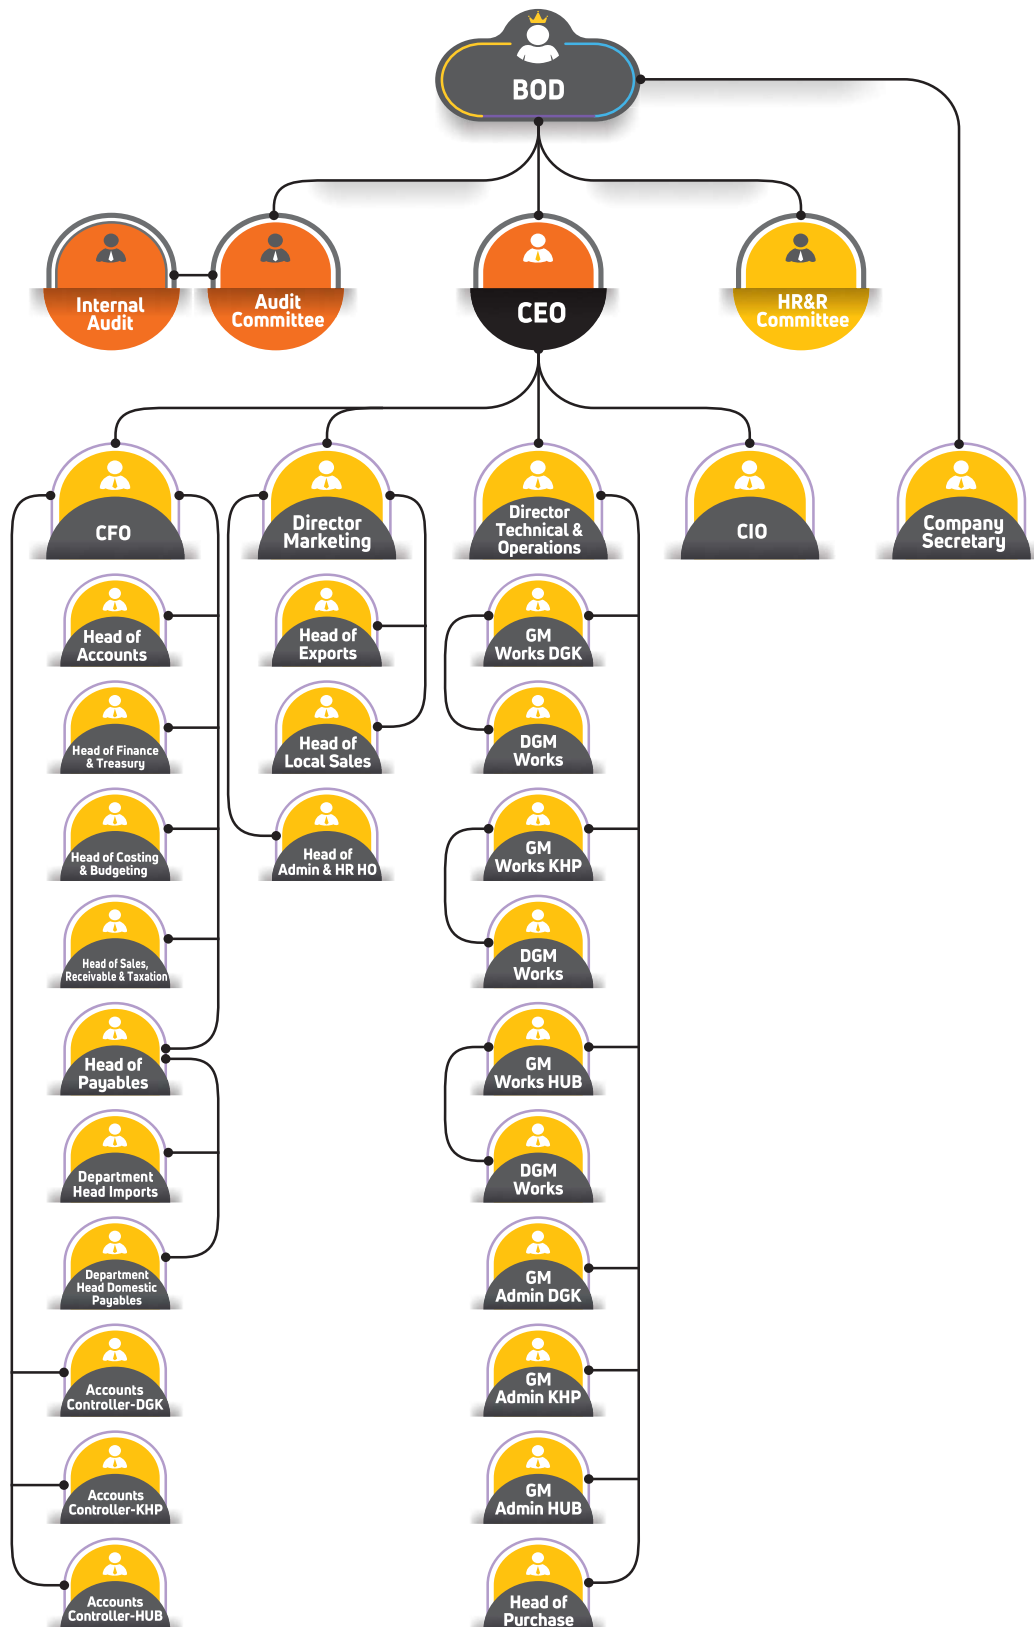 BOD
Internal
Audit
Audit
Committee
CEO
HR&R
Committee
CFO
Director
Marketing
Director
Technical &
Operations
CIO
Company
Secretary
Head of
Accounts
Head of
Exports
GM
Works DGK
Head of Finance
& Treasury
Head of
Local Sales
DGM
Works
Head of Costing
& Budgeting
Head of
Admin & HR HO
GM
Works KHP
Head of Sales,
Receivable & Taxation
DGM
Works
Head of
Payables
GM
Works HUB
Department
Head Imports
DGM
Works
Department
Head Domestic
Payables
GM
Admin DGK
Accounts
Controller-DGK
GM
Admin KHP
Accounts
Controller-KHP
GM
Admin HUB
Accounts
Controller-HUB
Head of
Purchase